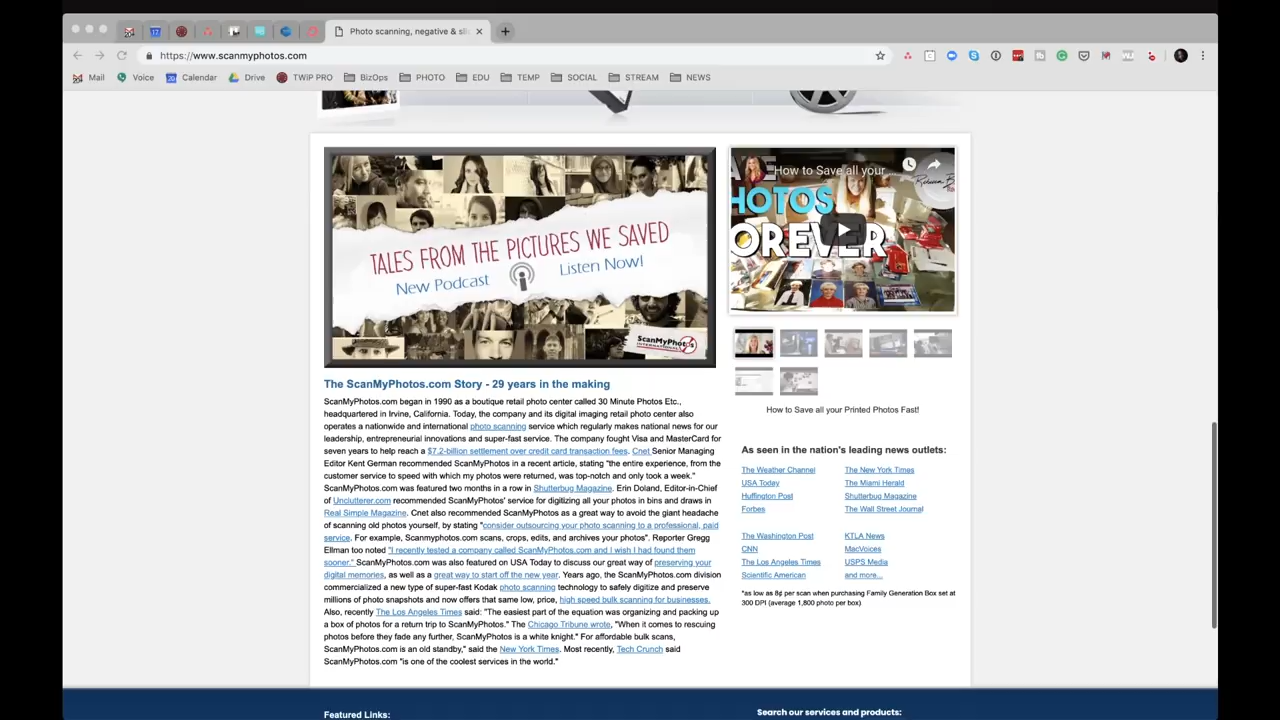 Photo scanning, negative & sli
https://www.scanmyphotos.com
Mail
Voice
Calendar
Drive
TWiP PRO
BizOps
PHOTO
EDU
TEMP
SOCIAL
STREAM
NEWS
TALES FROM THE PICTURES WE SAVED
New Podcast
Listen Now!
ScanMyPhotos
INTERNATIONAL
How to Save all your ...
HOTOS
OREVER
The ScanMyPhotos.com Story - 29 years in the making
ScanMyPhotos.com began in 1990 as a boutique retail photo center called 30 Minute Photos Etc.,
headquartered in Irvine, California. Today, the company and its digital imaging retail photo center also
operates a nationwide and international photo scanning service which regularly makes national news for our
leadership, entrepreneurial innovations and super-fast service. The company fought Visa and MasterCard for
seven years to help reach a $7.2-billion settlement over credit card transaction fees. Cnet Senior Managing
Editor Kent German recommended ScanMyPhotos in a recent article, stating "the entire experience, from the
customer service to speed with which my photos were returned, was top-notch and only took a week."
ScanMyPhotos.com was featured two months in a row in Shutterbug Magazine. Erin Doland, Editor-in-Chief
of Unclutterer.com recommended ScanMyPhotos' service for digitizing all your photos in bins and draws in
Real Simple Magazine. Cnet also recommended ScanMyPhotos as a great way to avoid the giant headache
of scanning old photos yourself, by stating "consider outsourcing your photo scanning to a professional, paid
service. For example, Scanmyphotos.com scans, crops, edits, and archives your photos". Reporter Gregg
Ellman too noted "I recently tested a company called ScanMyPhotos.com and I wish I had found them
sooner." ScanMyPhotos.com was also featured on USA Today to discuss our great way of preserving your
digital memories, as well as a great way to start off the new year. Years ago, the ScanMyPhotos.com division
commercialized a new type of super-fast Kodak photo scanning technology to safely digitize and preserve
millions of photo snapshots and now offers that same low, price, high speed bulk scanning for businesses.
Also, recently The Los Angeles Times said: "The easiest part of the equation was organizing and packing up
a box of photos for a return trip to ScanMyPhotos." The Chicago Tribune wrote, "When it comes to rescuing
photos before they fade any further, ScanMyPhotos is a white knight." For affordable bulk scans,
ScanMyPhotos.com is an old standby," said the New York Times. Most recently, Tech Crunch said
ScanMyPhotos.com "is one of the coolest services in the world."
How to Save all your Printed Photos Fast!
As seen in the nation's leading news outlets:
The Weather Channel
The New York Times
USA Today
The Miami Herald
Huffington Post
Shutterbug Magazine
Forbes
The Wall Street Journal
The Washington Post
KTLA News
CNN
MacVoices
The Los Angeles Times
USPS Media
Scientific American
and more...
*as low as 8¢ per scan when purchasing Family Generation Box set at
300 DPI (average 1,800 photo per box)
Featured Links:
Search our services and products: